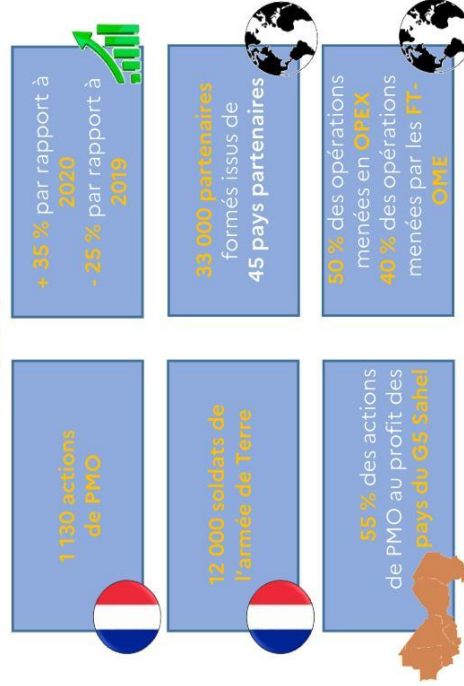 1 130 actions
de PMO
+ 35 % par rapport à
2020
- 25 % par rapport à
2019
12 000 soldats de
l'armée de Terre
33 000 partenaires
formés issus de
45 pays partenaires
55 % des actions
de PMO au profit des
pays du G5 Sahel
50 % des opérations
menées en OPEX
40 % des opérations
menées par les FT-
OME